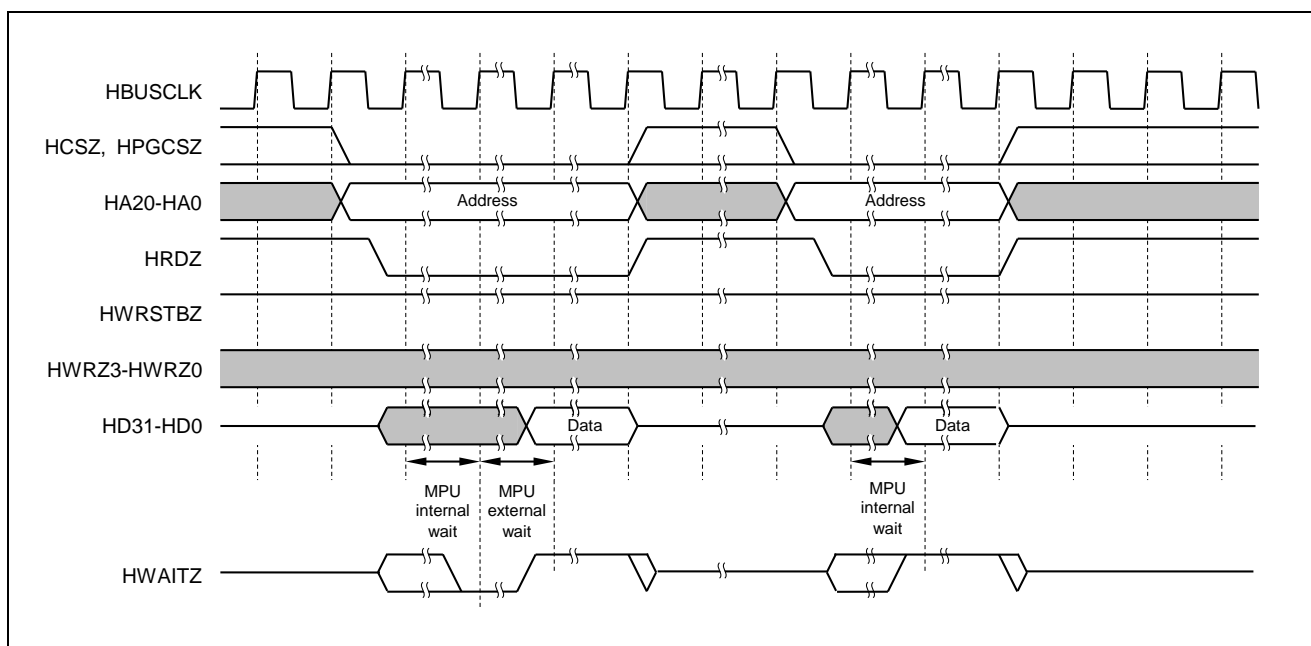 HBUSCLK
HCSZ, HPGCSZ
HA20-HA0
Address
Address
HRDZ
HWRSTBZ
HWRZ3-HWRZ0
HD31-HD0
Data
Data
MPU
internal
wait
MPU
external
wait
MPU
internal
wait
HWAITZ